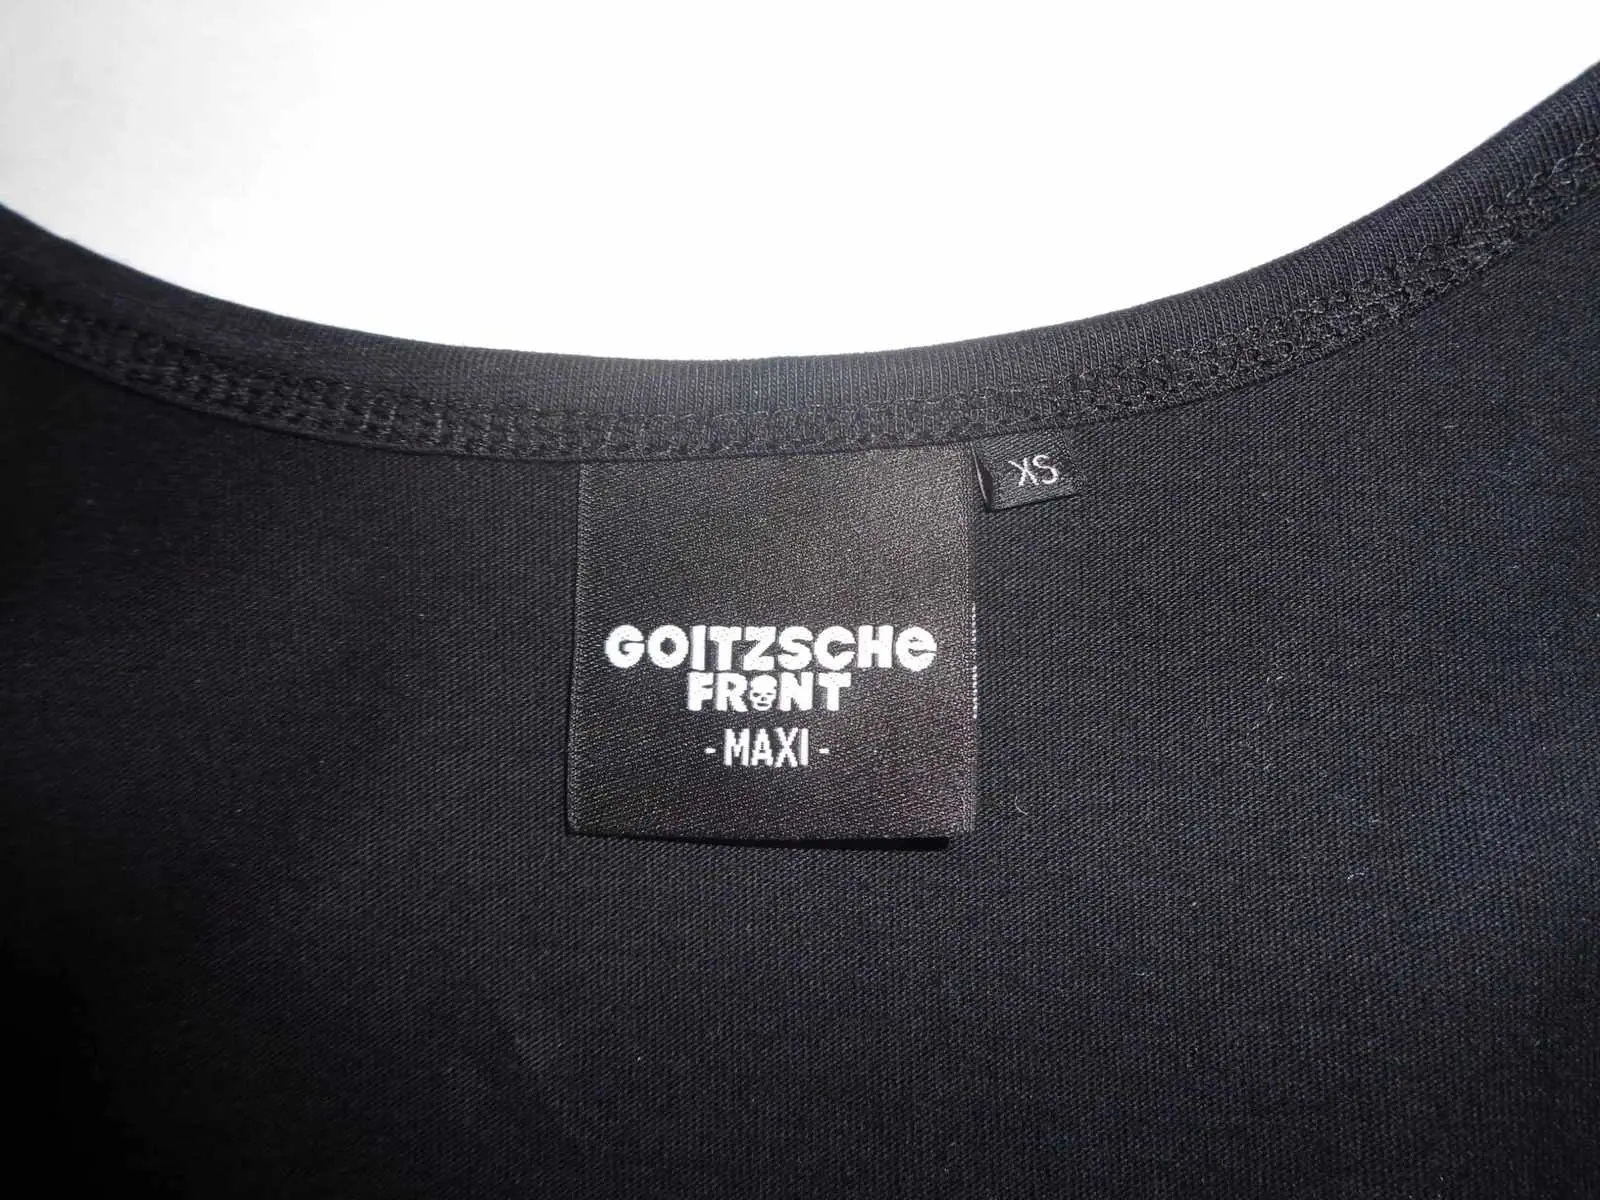 XS
GOITZSCHE
FRONT
- MAXI -